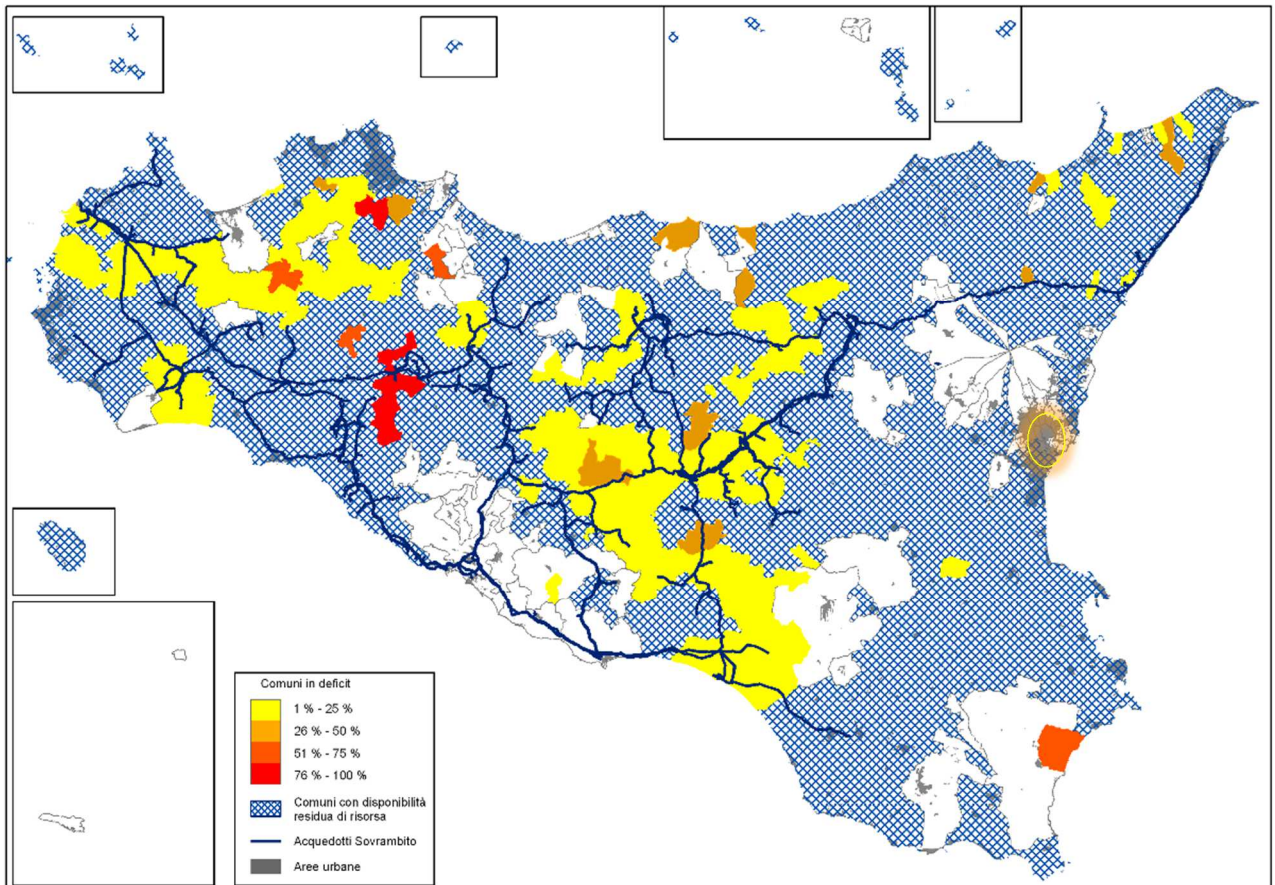 Comuni in deficit
1 % - 25 %
26 % - 50 %
51 % - 75 %
76 % - 100 %
Comuni con disponibilità
residua di risorsa
Acquedotti Sovrambito
Aree urbane